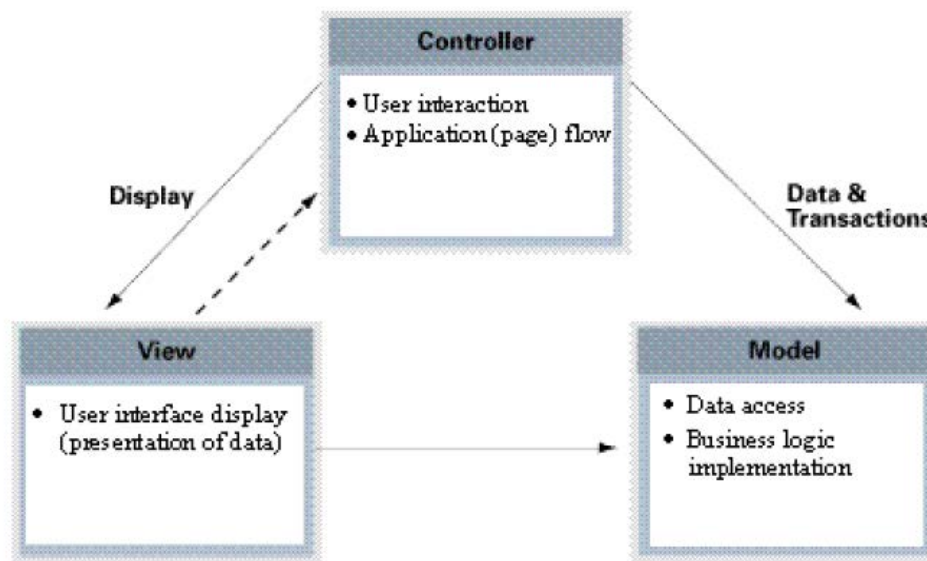 Controller
• User interaction
• Application (page) flow
Display
Data &
Transactions
View
• User interface display
(presentation of data)
Model
• Data access
• Business logic
implementation